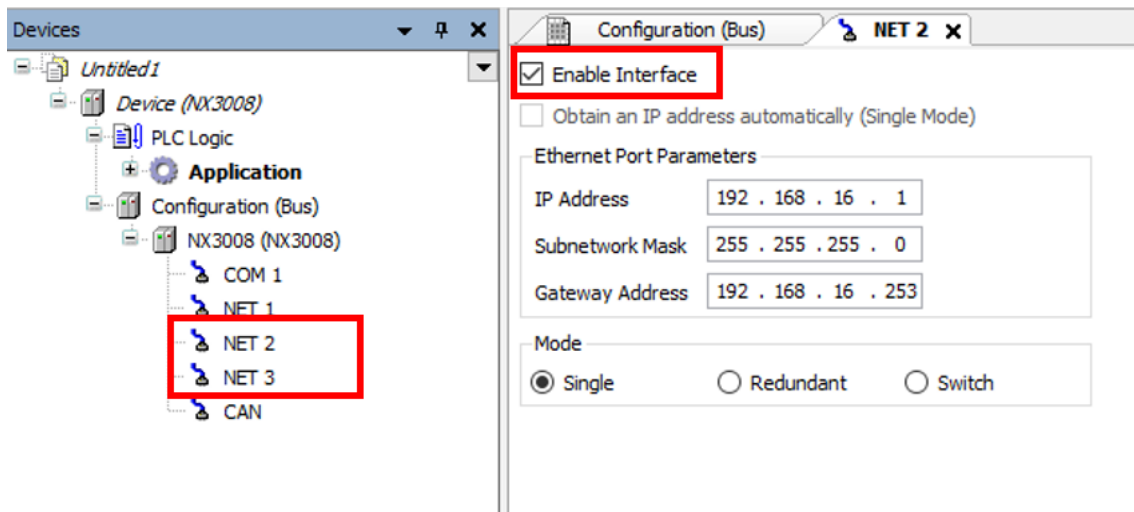 Devices
Untitled1
Device (NX3008)
PLC Logic
Application
Configuration (Bus)
NX3008 (NX3008)
COM 1
NET 1
NET 2
NET 3
CAN
Configuration (Bus) NET 2
Enable Interface
Obtain an IP address automatically (Single Mode)
Ethernet Port Parameters
IP Address 192 . 168 . 16 . 1
Subnetwork Mask 255 . 255 . 255 . 0
Gateway Address 192 . 168 . 16 . 253
Mode
Single Redundant Switch